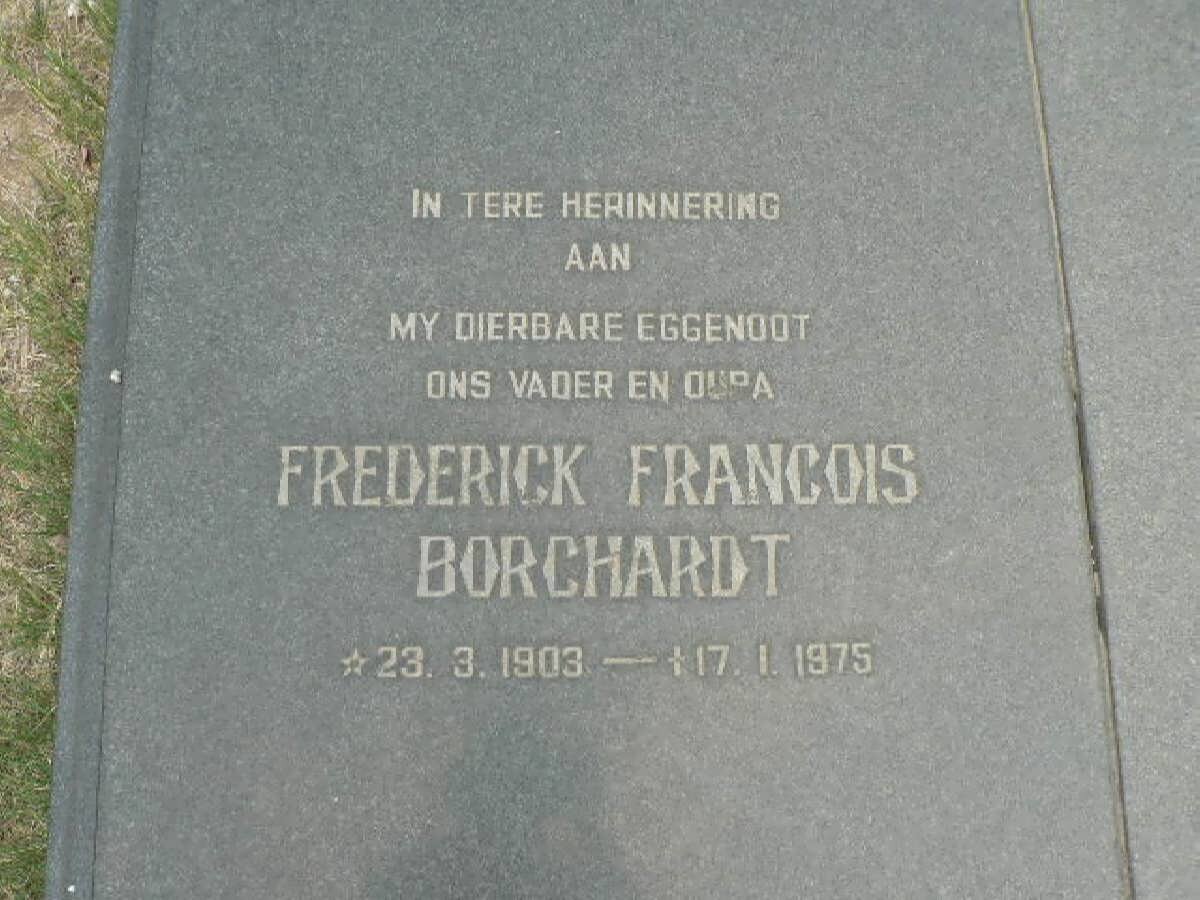 IN TERE HERINNERING
AAN
MY DIERBARE EGGENOOT
ONS VADER EN OUPA
FREDERICK FRANCOIS
BORCHARDT
☆23. 3. 1903 — †17. 1. 1975